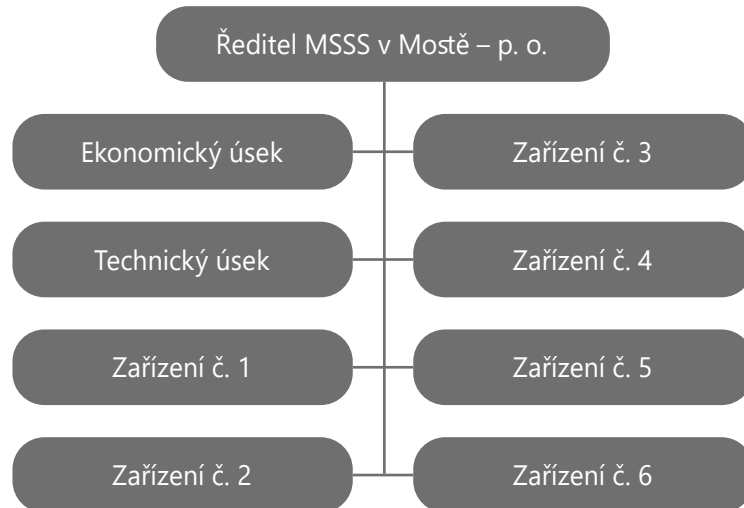 Ředitel MSSS v Mostě – p. o.
Ekonomický úsek
Zařízení č. 3
Technický úsek
Zařízení č. 4
Zařízení č. 1
Zařízení č. 5
Zařízení č. 2
Zařízení č. 6